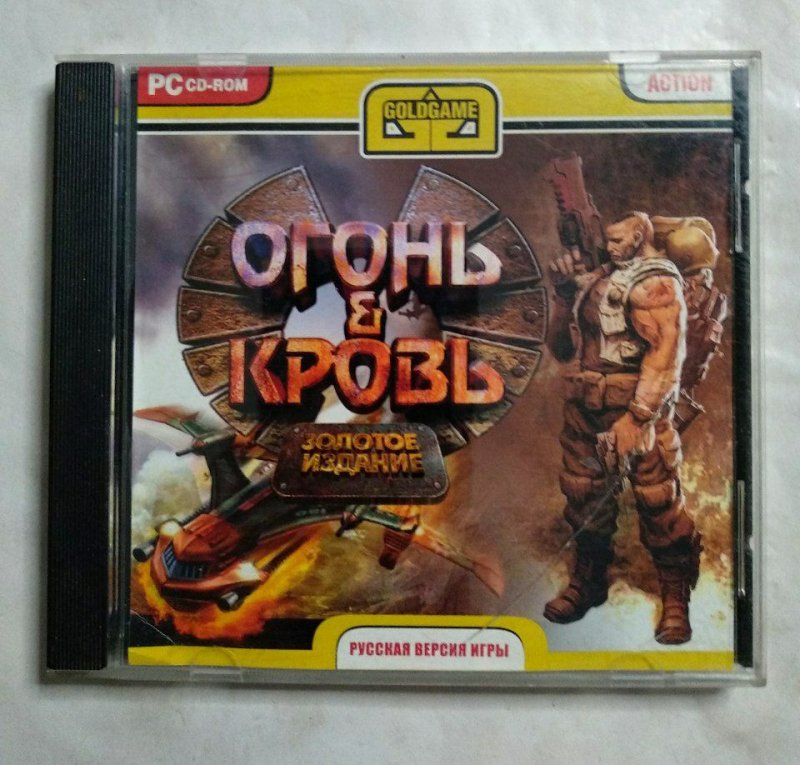 PC CD-ROM
GOLDGAME
ACTION
ОГОНЬ
&
КРОВЬ
ЗОЛОТОЕ
ИЗДАНИЕ
РУССКАЯ ВЕРСИЯ ИГРЫ